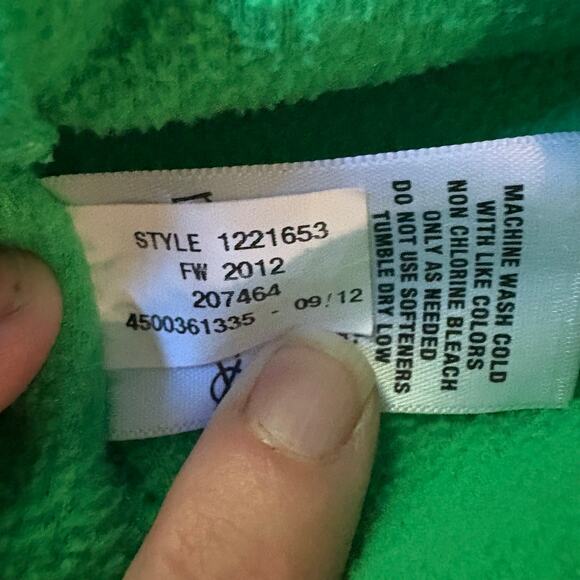 STYLE 1221653
FW 2012
207464
4500361335 - 09/12
MACHINE WASH COLD
WITH LIKE COLORS
NON CHLORINE BLEACH
ONLY AS NEEDED
DO NOT USE SOFTENERS
TUMBLE DRY LOW